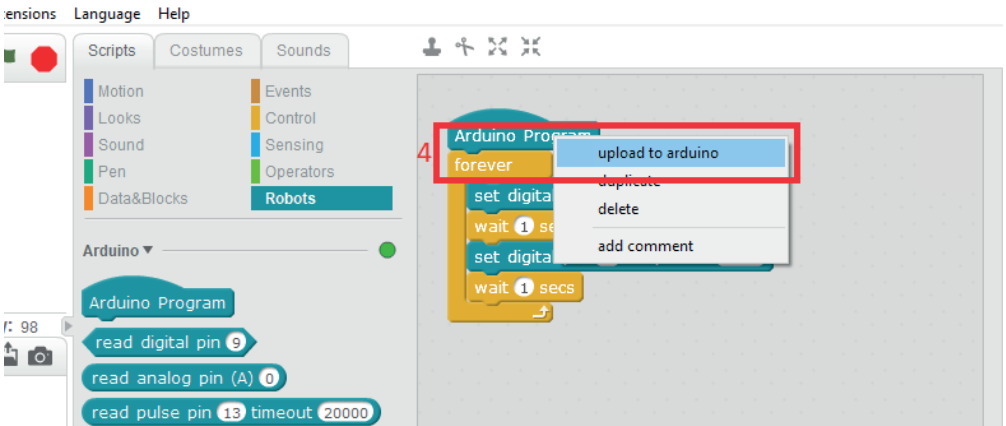 tensions Language Help
Scripts Costumes Sounds
Motion Events
Looks Control
Sound Sensing
Pen Operators
Data&Blocks Robots
Arduino
Arduino Program
read digital pin 9
read analog pin (A) 0
read pulse pin 13 timeout 20000
: 98
4
Arduino Program
forever
set digita
wait 1 se
set digita
wait 1 secs
upload to arduino
duplicate
delete
add comment